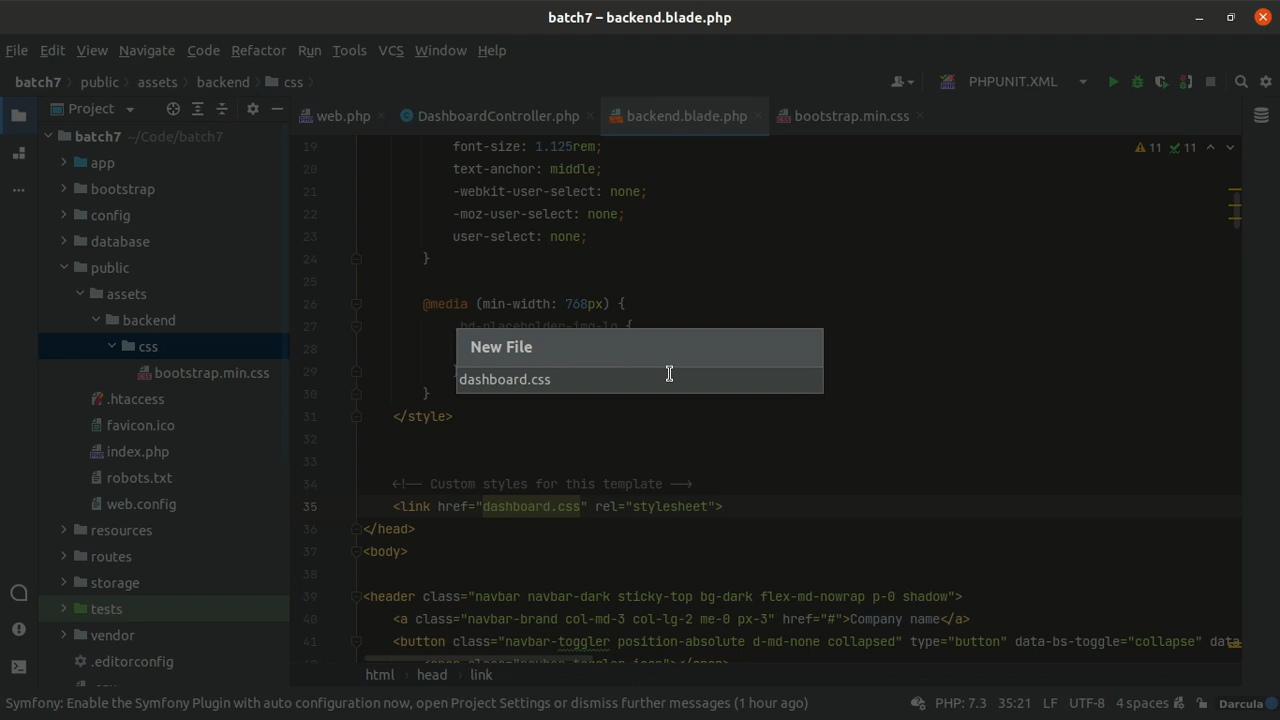 batch7 – backend.blade.php
File Edit View Navigate Code Refactor Run Tools VCS Window Help
batch7 public assets backend css
PHPUNIT.XML
Project
web.php DashboardController.php backend.blade.php bootstrap.min.css
batch7 ~/Code/batch7
app
bootstrap
config
database
public
assets
backend
css
bootstrap.min.css
.htaccess
favicon.ico
index.php
robots.txt
web.config
resources
routes
storage
tests
vendor
.editorconfig
11 11
19 font-size: 1.125rem;
20 text-anchor: middle;
21 -webkit-user-select: none;
22 -moz-user-select: none;
23 user-select: none;
24 }
25
26 @media (min-width: 768px) {
27 .bd-placeholder-img-lg {
28
29 }
30 }
31 </style>
32
33
34 <!-- Custom styles for this template -->
35 <link href="dashboard.css" rel="stylesheet">
36 </head>
37 <body>
38
39 <header class="navbar navbar-dark sticky-top bg-dark flex-md-nowrap p-0 shadow">
40 <a class="navbar-brand col-md-3 col-lg-2 me-0 px-3" href="#">Company name</a>
41 <button class="navbar-toggler position-absolute d-md-none collapsed" type="button" data-bs-toggle="collapse" data
New File
dashboard.css
html head link
Symfony: Enable the Symfony Plugin with auto configuration now, open Project Settings or dismiss further messages (1 hour ago)
PHP: 7.3 35:21 LF UTF-8 4 spaces Darcula